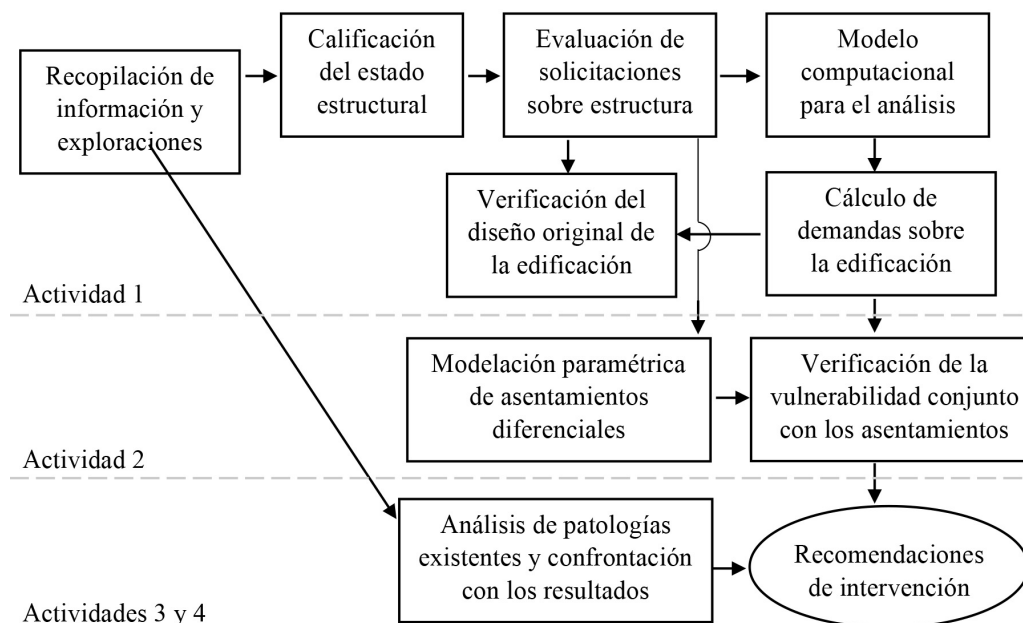 Recopilación de
información y
exploraciones
Calificación
del estado
estructural
Evaluación de
solicitaciones
sobre estructura
Modelo
computacional
para el análisis
Verificación del
diseño original de
la edificación
Cálculo de
demandas sobre
la edificación
Actividad 1
Modelación paramétrica
de asentamientos
diferenciales
Verificación de la
vulnerabilidad conjunto
con los asentamientos
Actividad 2
Análisis de patologías
existentes y confrontación
con los resultados
Recomendaciones
de intervención
Actividades 3 y 4